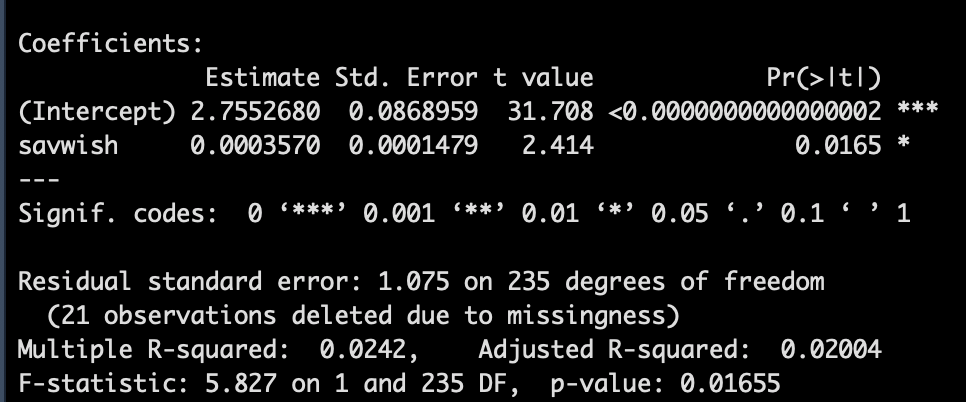 Coefficients:
             Estimate Std. Error t value            Pr(>|t|)
(Intercept) 2.7552680  0.0868959  31.708 <0.0000000000000002 ***
savwish     0.0003570  0.0001479   2.414              0.0165 *
---
Signif. codes:  0 ‘***’ 0.001 ‘**’ 0.01 ‘*’ 0.05 ‘.’ 0.1 ‘ ’ 1
Residual standard error: 1.075 on 235 degrees of freedom
  (21 observations deleted due to missingness)
Multiple R-squared:  0.0242,    Adjusted R-squared:  0.02004
F-statistic: 5.827 on 1 and 235 DF,  p-value: 0.01655